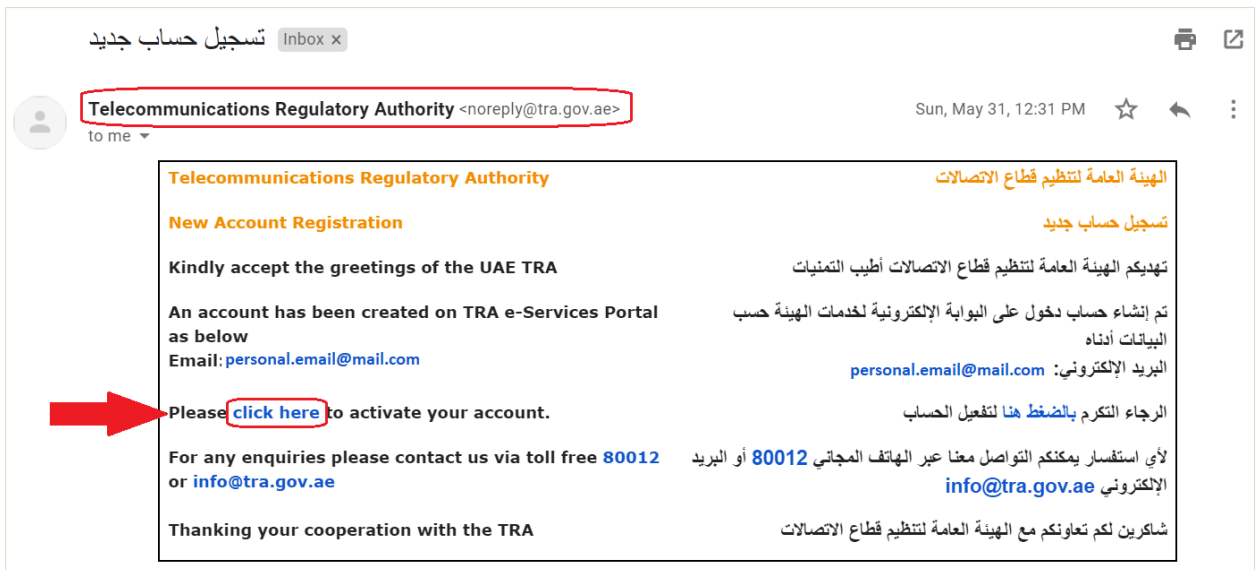 تسجيل حساب جديد Inbox x
Telecommunications Regulatory Authority <noreply@tra.gov.ae>
Sun, May 31, 12:31 PM
to me
Telecommunications Regulatory Authority
New Account Registration
Kindly accept the greetings of the UAE TRA
An account has been created on TRA e-Services Portal
as below
Email: personal.email@mail.com
Please click here to activate your account.
For any enquiries please contact us via toll free 80012
or info@tra.gov.ae
Thanking your cooperation with the TRA
الهيئة العامة لتنظيم قطاع الاتصالات
تسجيل حساب جديد
تهديكم الهيئة العامة لتنظيم قطاع الاتصالات أطيب التمنيات
تم إنشاء حساب دخول على البوابة الإلكترونية لخدمات الهيئة حسب
البيانات أدناه
البريد الإلكتروني: personal.email@mail.com
الرجاء التكرم بالضغط هنا لتفعيل الحساب
لأي استفسار يمكنكم التواصل معنا عبر الهاتف المجاني 80012 أو البريد
الإلكتروني info@tra.gov.ae
شاكرين لكم تعاونكم مع الهيئة العامة لتنظيم قطاع الاتصالات